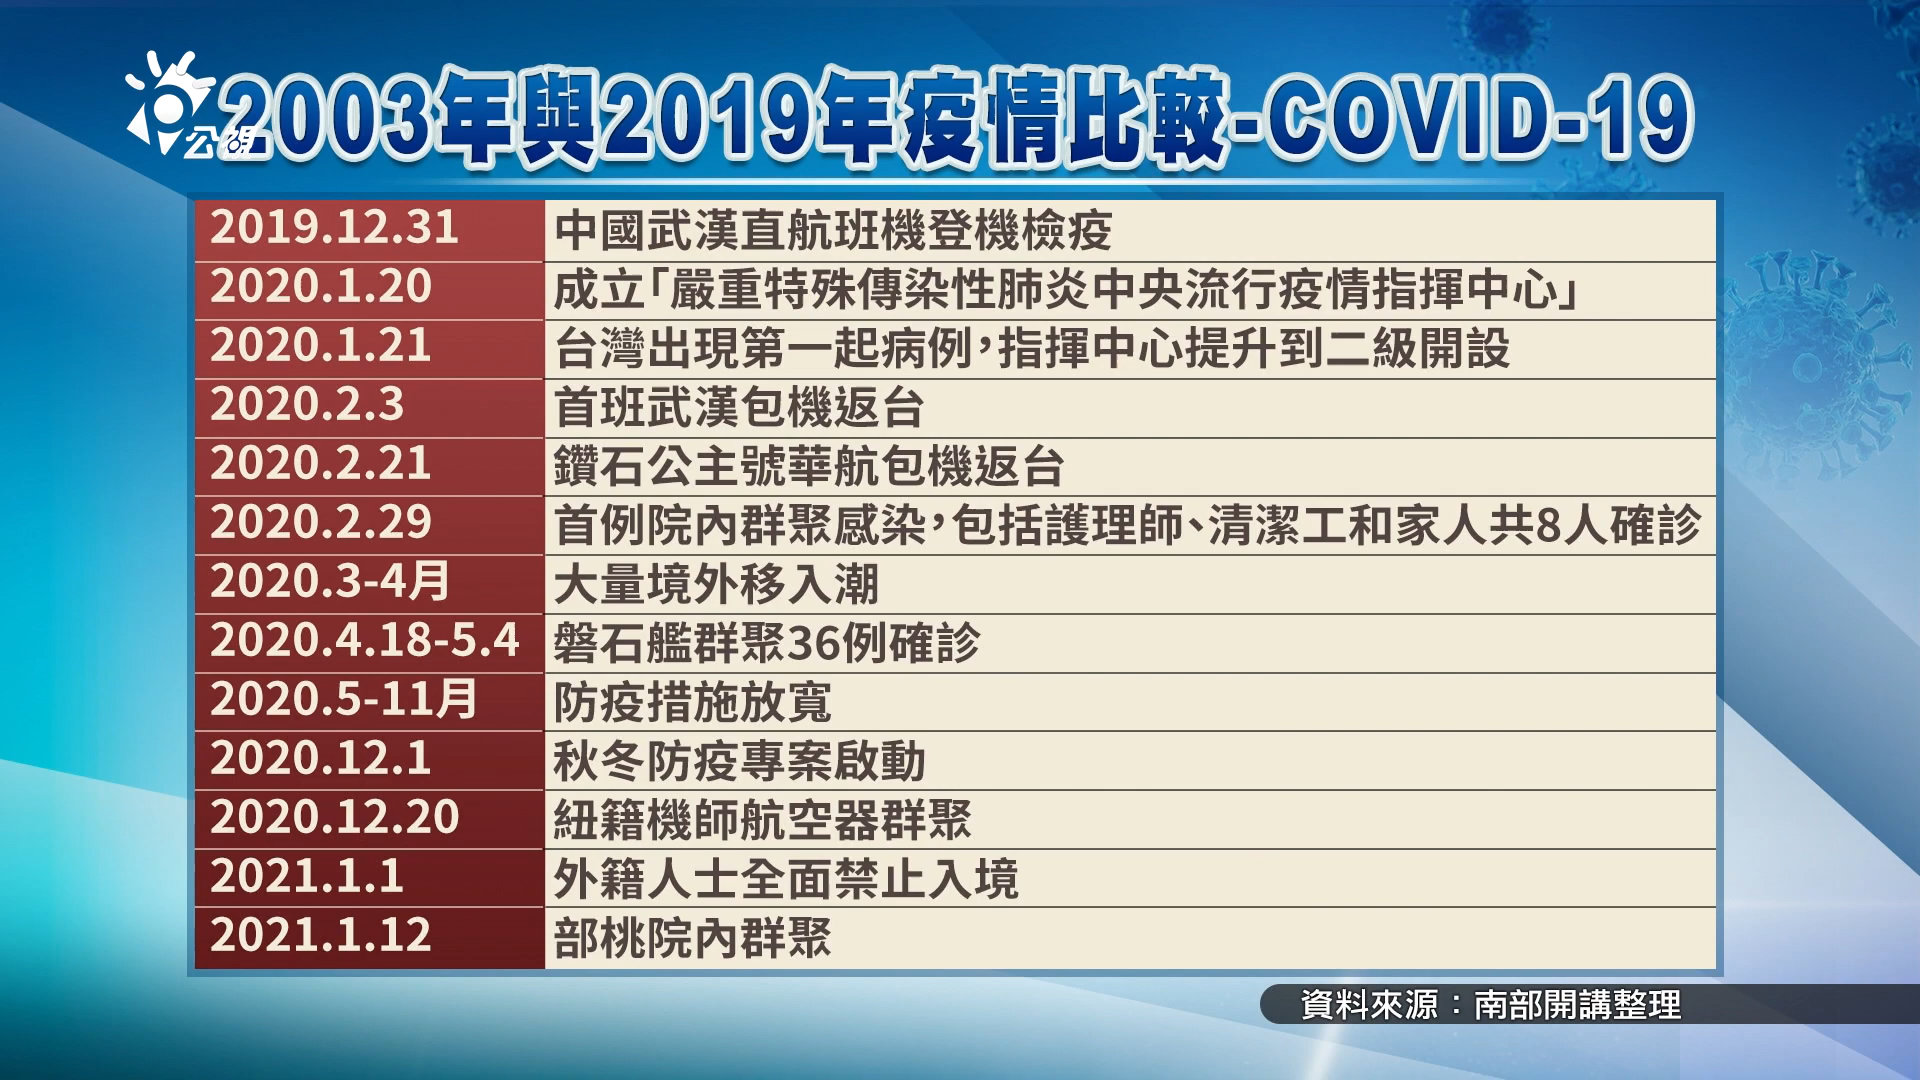 公視
2003年與2019年疫情比較-COVID-19
2019.12.31 中國武漢直航班機登機檢疫
2020.1.20 成立「嚴重特殊傳染性肺炎中央流行疫情指揮中心」
2020.1.21 台灣出現第一起病例，指揮中心提升到二級開設
2020.2.3 首班武漢包機返台
2020.2.21 鑽石公主號華航包機返台
2020.2.29 首例院內群聚感染，包括護理師、清潔工和家人共8人確診
2020.3-4月 大量境外移入潮
2020.4.18-5.4 磐石艦群聚36例確診
2020.5-11月 防疫措施放寬
2020.12.1 秋冬防疫專案啟動
2020.12.20 紐籍機師航空器群聚
2021.1.1 外籍人士全面禁止入境
2021.1.12 部桃院內群聚
資料來源：南部開講整理